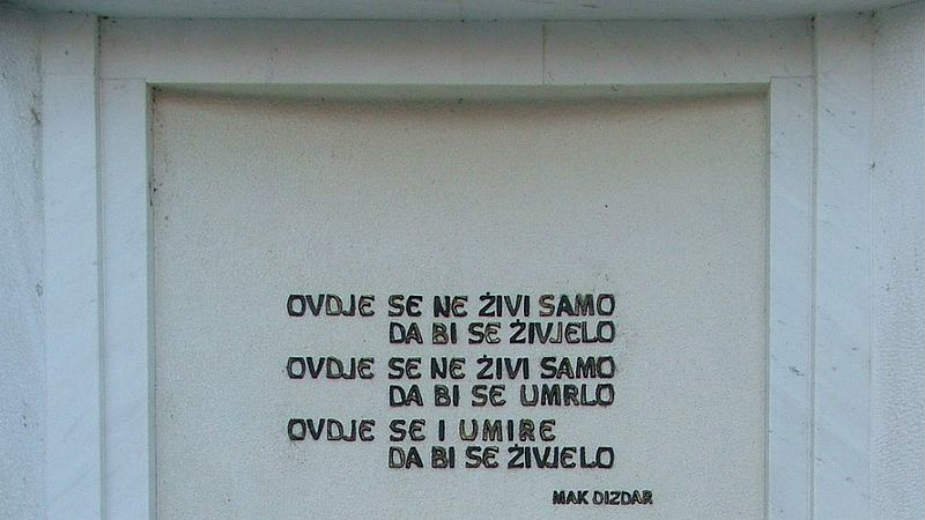 OVDJE SE NE ŽIVI SAMO
DA BI SE ŽIVJELO
OVDJE SE NE ŽIVI SAMO
DA BI SE UMRLO
OVDJE SE I UMIRE
DA BI SE ŽIVJELO
MAK DIZDAR